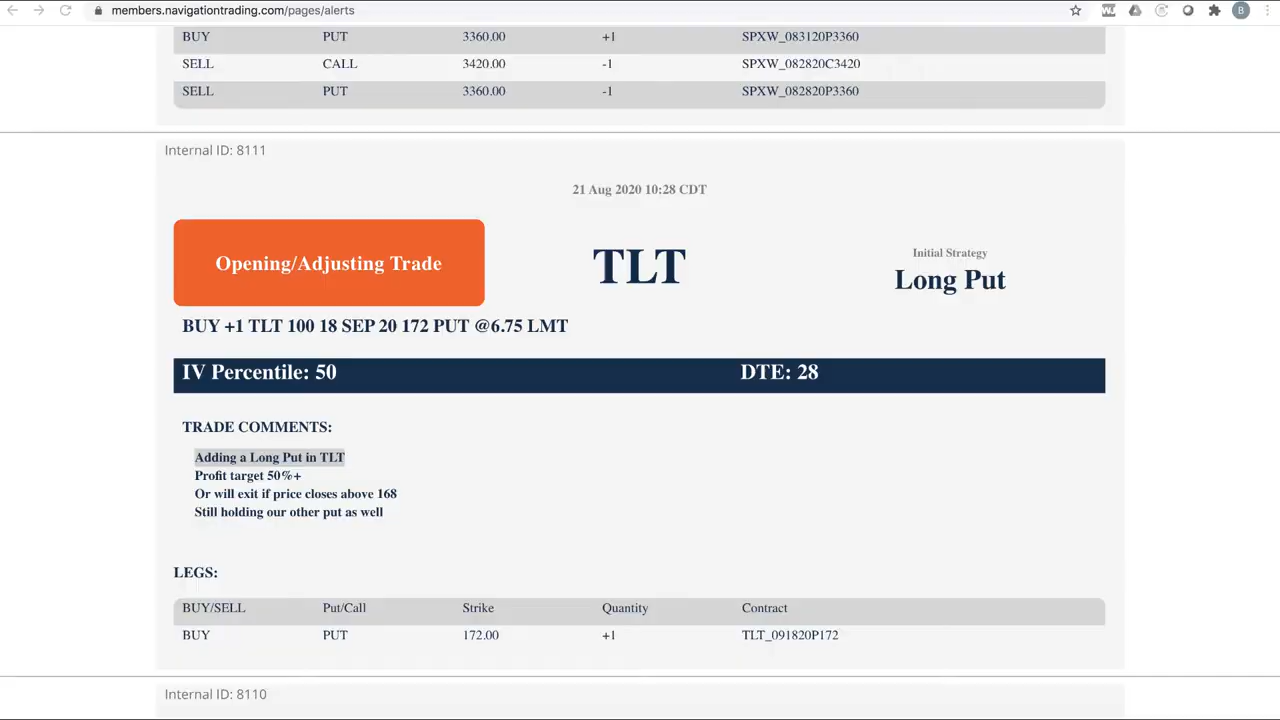 members.navigationtrading.com/pages/alerts
B
BUY PUT 3360.00 +1 SPXW_083120P3360
SELL CALL 3420.00 -1 SPXW_082820C3420
SELL PUT 3360.00 -1 SPXW_082820P3360
Internal ID: 8111
21 Aug 2020 10:28 CDT
Opening/Adjusting Trade
TLT
Initial Strategy
Long Put
BUY +1 TLT 100 18 SEP 20 172 PUT @6.75 LMT
IV Percentile: 50 DTE: 28
TRADE COMMENTS:
Adding a Long Put in TLT
Profit target 50%+
Or will exit if price closes above 168
Still holding our other put as well
LEGS:
BUY/SELL Put/Call Strike Quantity Contract
BUY PUT 172.00 +1 TLT_091820P172
Internal ID: 8110